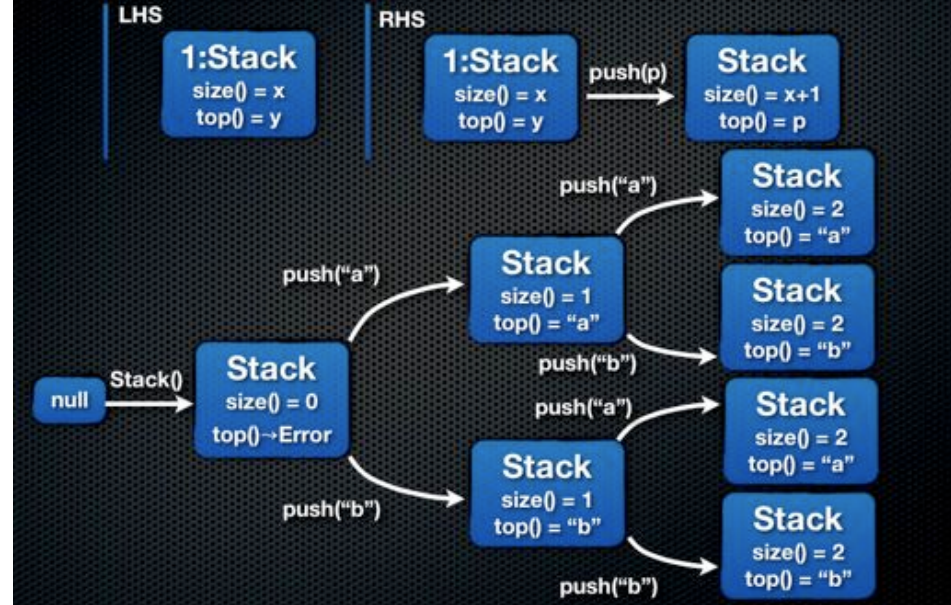 LHS
1:Stack
size() = x
top() = y
RHS
1:Stack
size() = x
top() = y
push(p)
Stack
size() = x+1
top() = p
null
Stack()
Stack
size() = 0
top()→Error
push(“a”)
Stack
size() = 1
top() = “a”
push(“a”)
Stack
size() = 2
top() = “a”
push(“b”)
Stack
size() = 2
top() = “b”
push(“b”)
Stack
size() = 1
top() = “b”
push(“a”)
Stack
size() = 2
top() = “a”
push(“b”)
Stack
size() = 2
top() = “b”